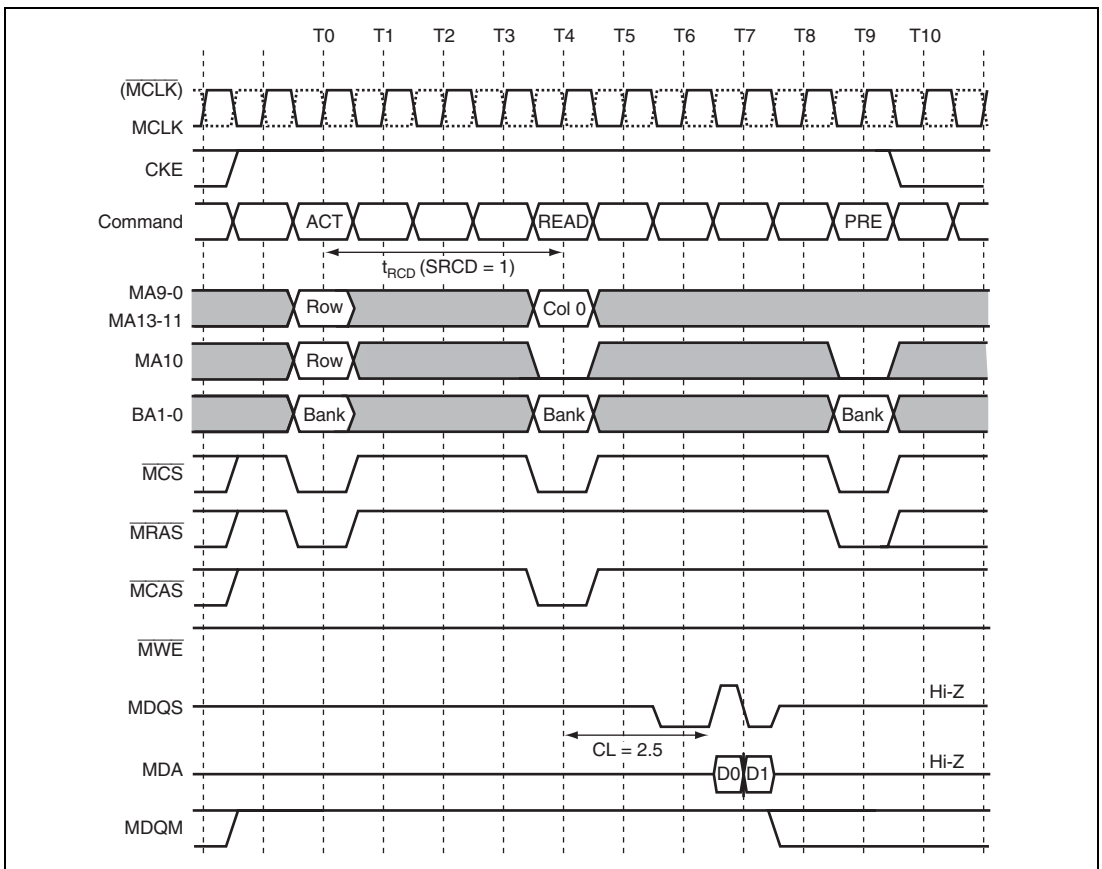 T0 T1 T2 T3 T4 T5 T6 T7 T8 T9 T10
(MCLK)
MCLK
CKE
Command ACT READ PRE
tRCD (SRCD = 1)
MA9-0
MA13-11
Row Col 0
MA10 Row
BA1-0 Bank Bank Bank
MCS
MRAS
MCAS
MWE
MDQS Hi-Z
CL = 2.5
MDA D0 D1 Hi-Z
MDQM